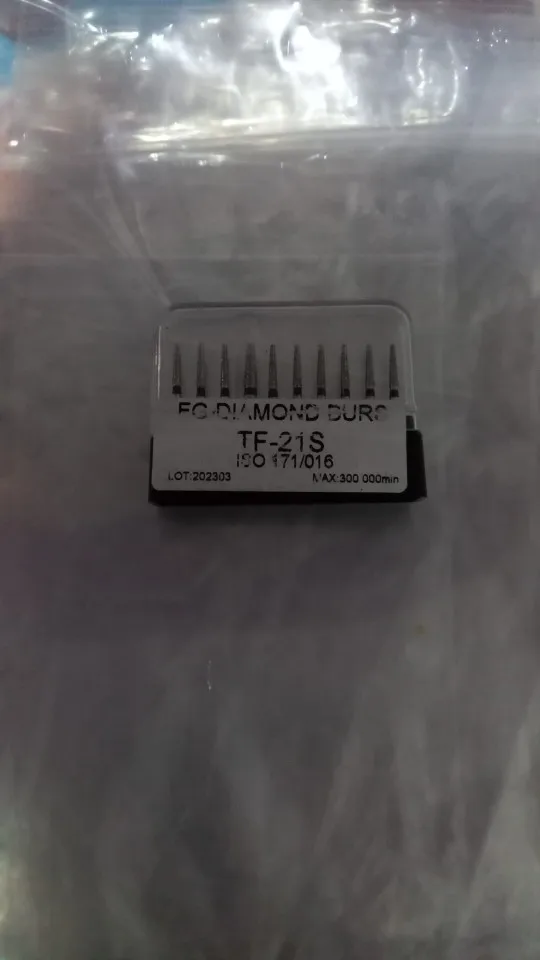 FG-DIAMOND BURS
TF-21S
ISO 171/016
LOT:202303 MAX:300 000min